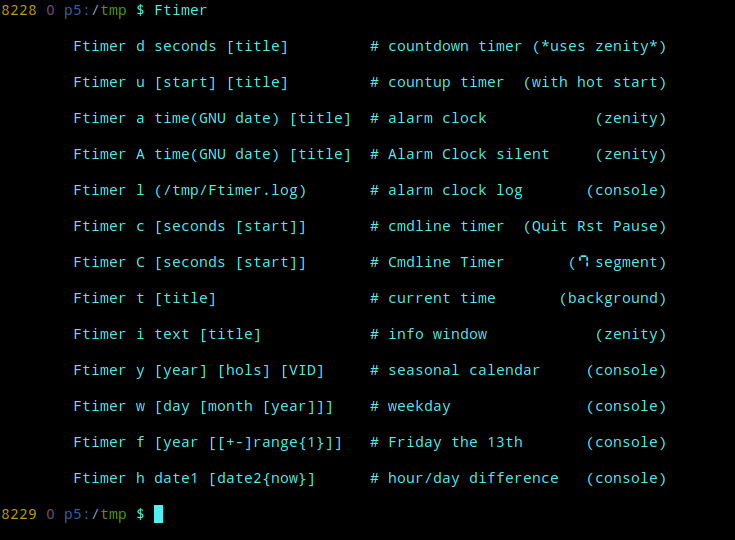 8228 0 p5:/tmp $ Ftimer
Ftimer d seconds [title] # countdown timer (*uses zenity*)
Ftimer u [start] [title] # countup timer (with hot start)
Ftimer a time(GNU date) [title] # alarm clock (zenity)
Ftimer A time(GNU date) [title] # Alarm Clock silent (zenity)
Ftimer l (/tmp/Ftimer.log) # alarm clock log (console)
Ftimer c [seconds [start]] # cmdline timer (Quit Rst Pause)
Ftimer C [seconds [start]] # Cmdline Timer (7 segment)
Ftimer t [title] # current time (background)
Ftimer i text [title] # info window (zenity)
Ftimer y [year] [hols] [VID] # seasonal calendar (console)
Ftimer w [day [month [year]]] # weekday (console)
Ftimer f [year [[+-]range{1}]] # Friday the 13th (console)
Ftimer h date1 [date2{now}] # hour/day difference (console)
8229 0 p5:/tmp $